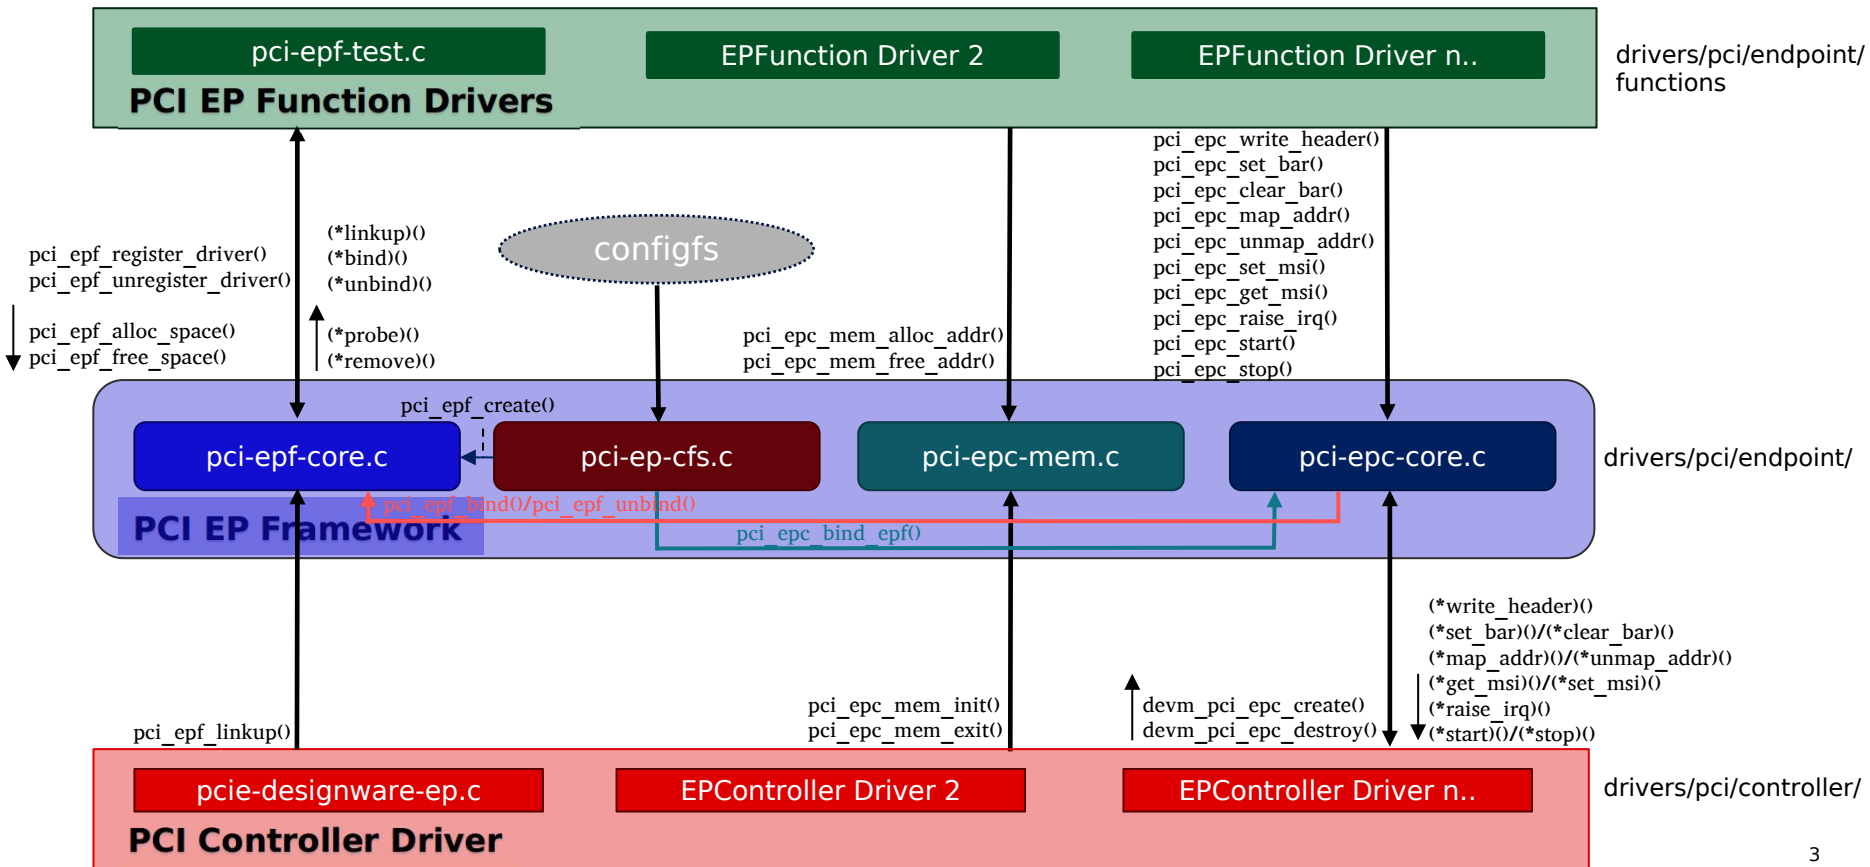 pci-epf-test.c
EPFunction Driver 2
EPFunction Driver n..
PCI EP Function Drivers
drivers/pci/endpoint/
functions
pci_epf_register_driver()
pci_epf_unregister_driver()
pci_epf_alloc_space()
pci_epf_free_space()
(*linkup)()
(*bind)()
(*unbind)()
(*probe)()
(*remove)()
configfs
pci_epc_mem_alloc_addr()
pci_epc_mem_free_addr()
pci_epc_write_header()
pci_epc_set_bar()
pci_epc_clear_bar()
pci_epc_map_addr()
pci_epc_unmap_addr()
pci_epc_set_msi()
pci_epc_get_msi()
pci_epc_raise_irq()
pci_epc_start()
pci_epc_stop()
pci_epf_create()
pci-epf-core.c
pci-ep-cfs.c
pci-epc-mem.c
pci-epc-core.c
drivers/pci/endpoint/
pci_epf_bind()/pci_epf_unbind()
PCI EP Framework
pci_epc_bind_epf()
pci_epf_linkup()
pci_epc_mem_init()
pci_epc_mem_exit()
devm_pci_epc_create()
devm_pci_epc_destroy()
(*write_header)()
(*set_bar)()/(*clear_bar)()
(*map_addr)()/(*unmap_addr)()
(*get_msi)()/(*set_msi)()
(*raise_irq)()
(*start)()/(*stop)()
pcie-designware-ep.c
EPController Driver 2
EPController Driver n..
drivers/pci/controller/
PCI Controller Driver
3